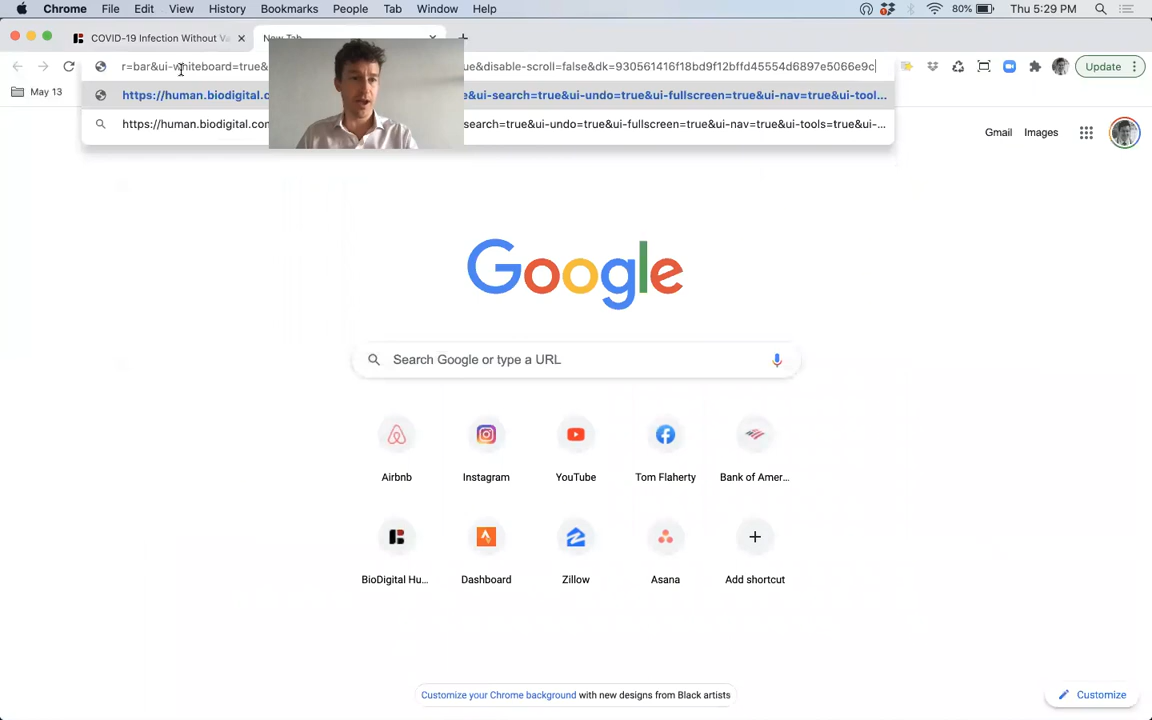 Chrome File Edit View History Bookmarks People Tab Window Help 80% Thu 5:29 PM
COVID-19 Infection Without Va New Tab
r=bar&ui-whiteboard=true& ue&disable-scroll=false&dk=930561416f18bd9f12bffd45554d6897e5066e9c Update
https://human.biodigital.c e&ui-search=true&ui-undo=true&ui-fullscreen=true&ui-nav=true&ui-tool...
https://human.biodigital.com search=true&ui-undo=true&ui-fullscreen=true&ui-nav=true&ui-tools=true&ui-...
May 13
Gmail Images
Google
Search Google or type a URL
Airbnb Instagram YouTube Tom Flaherty Bank of Amer...
BioDigital Hu... Dashboard Zillow Asana Add shortcut
Customize your Chrome background with new designs from Black artists
Customize